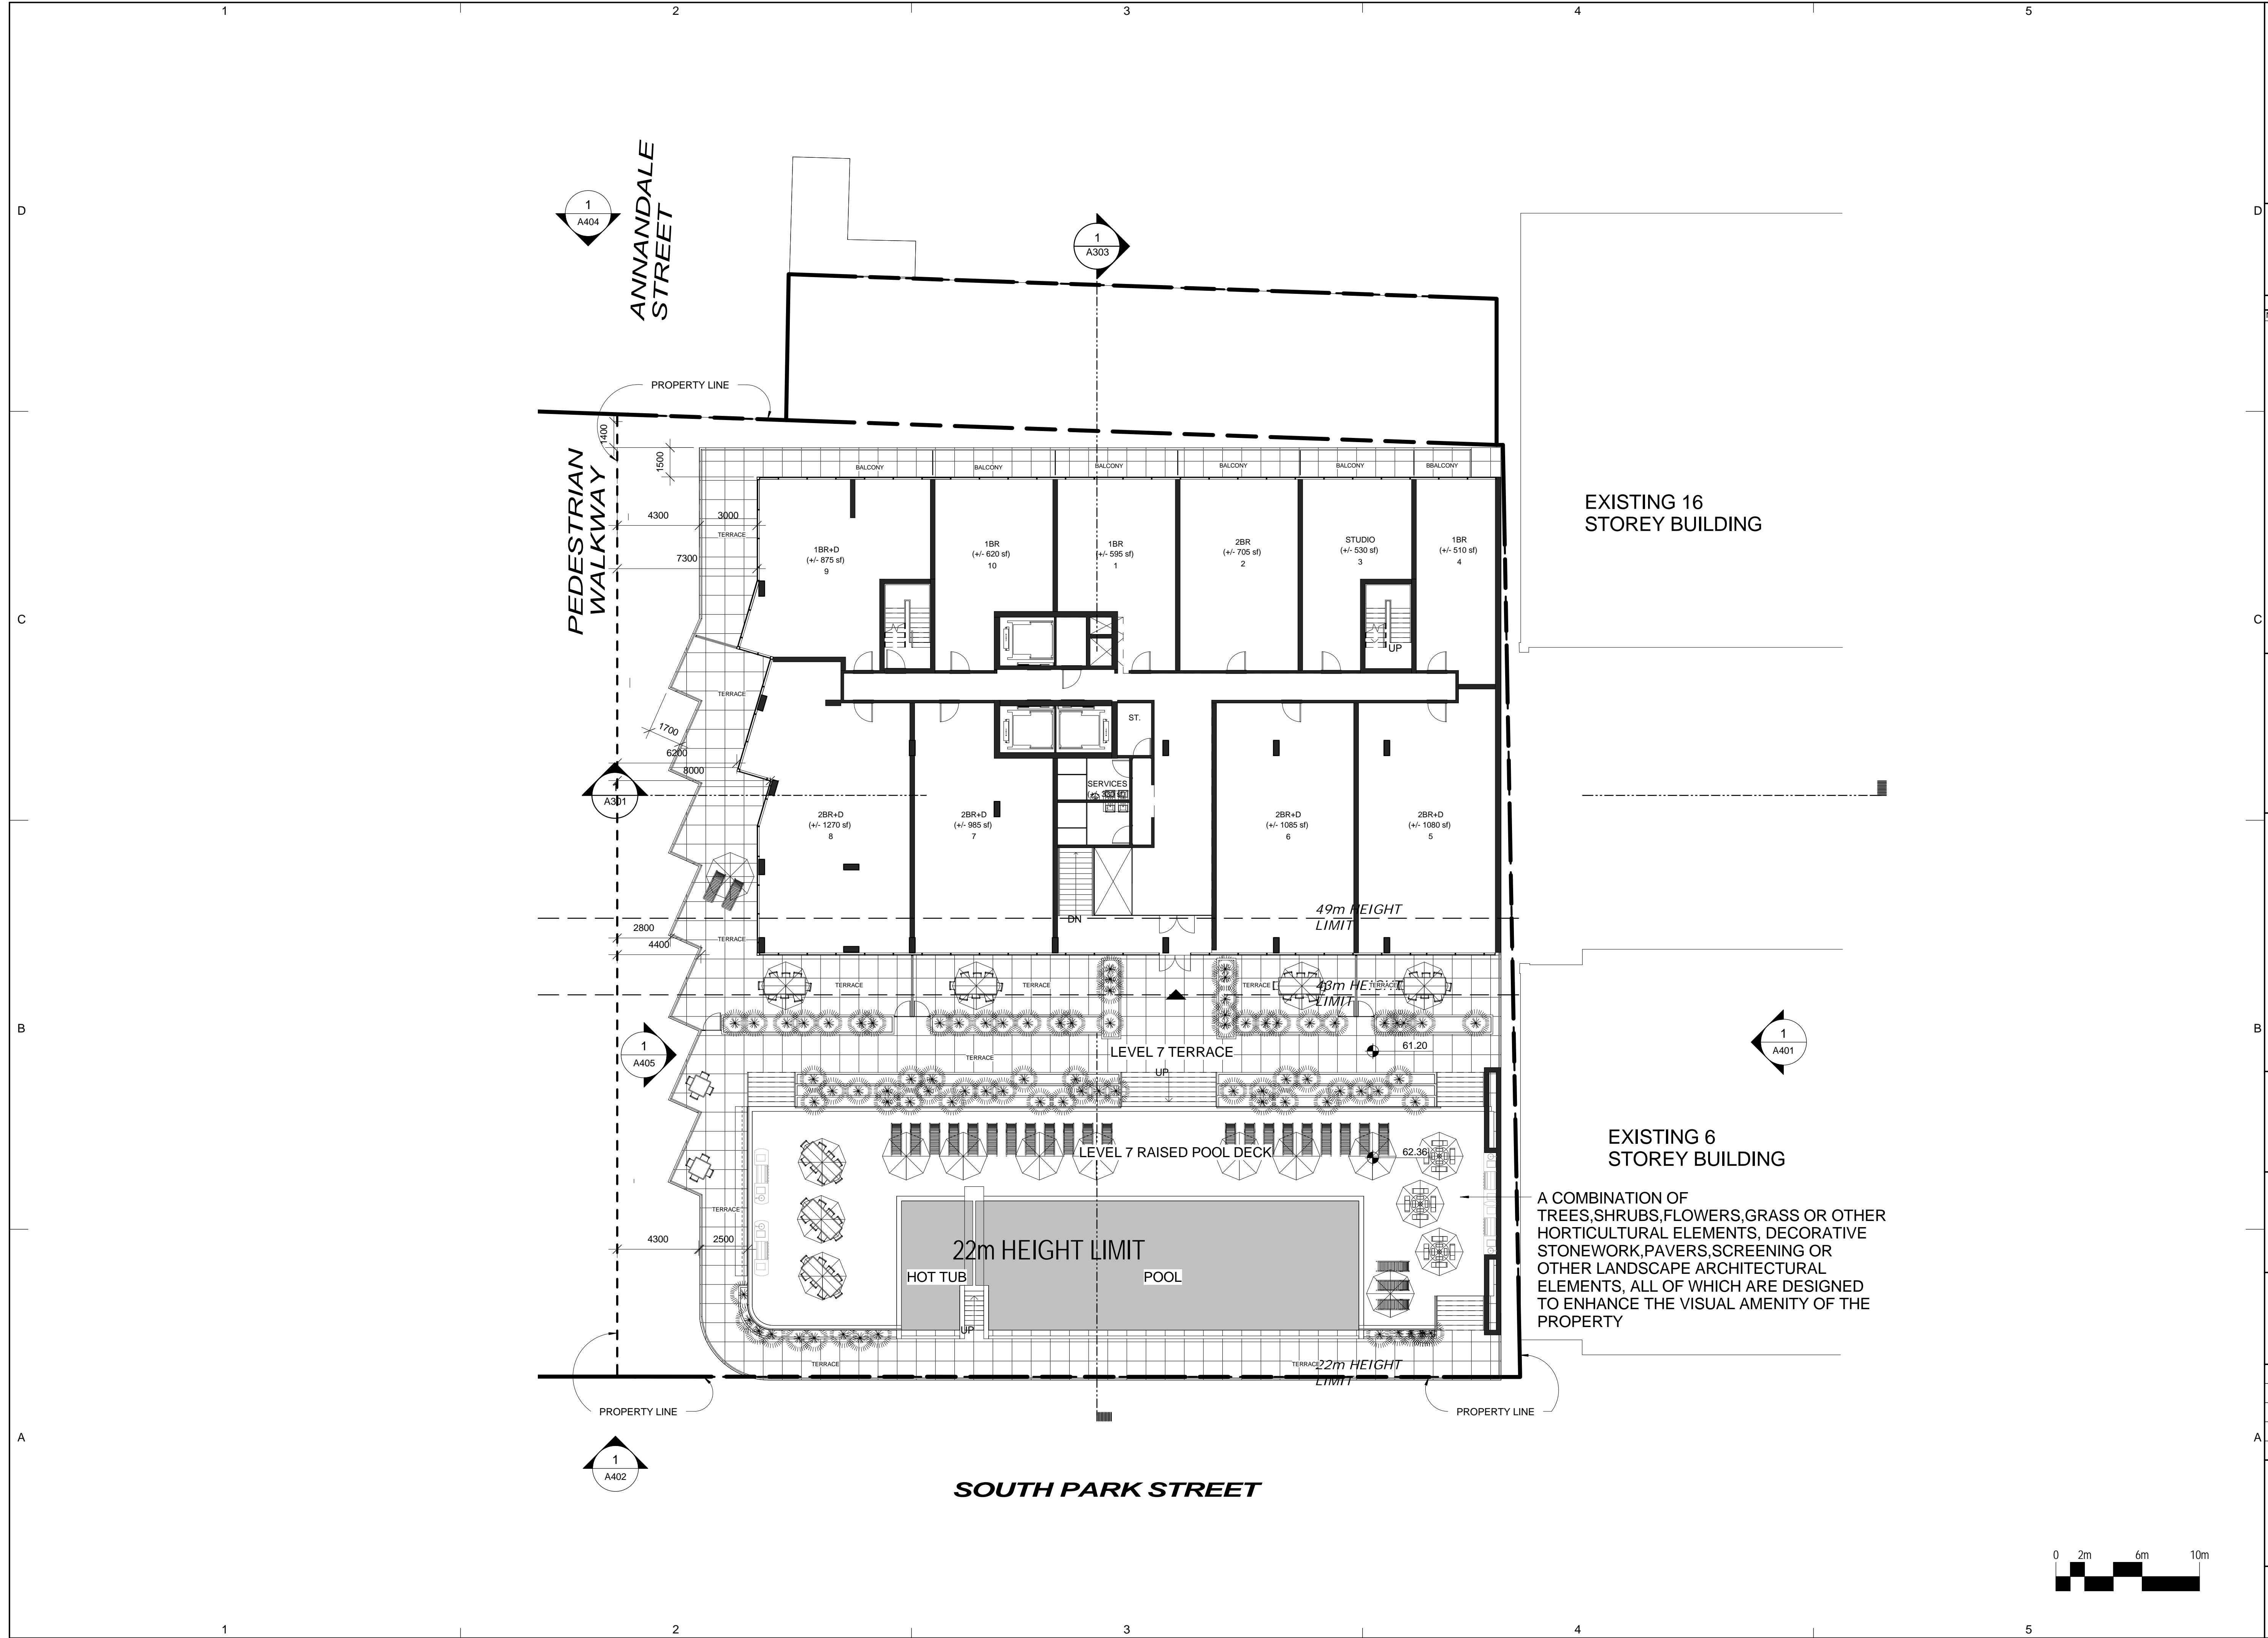 1 2 3 4 5
D D
ANNANDALE
STREET
1
A404
1
A303
PROPERTY LINE
1400
1500
PEDESTRIAN
WALKWAY
BALCONY BALCONY BALCONY BALCONY BALCONY BBALCONY
EXISTING 16
STOREY BUILDING
4300 3000
TERRACE
7300
1BR+D
(+/- 875 sf)
9
1BR
(+/- 620 sf)
10
1BR
(+/- 595 sf)
1
2BR
(+/- 705 sf)
2
STUDIO
(+/- 530 sf)
3
1BR
(+/- 510 sf)
4
C C
UP
TERRACE
1700
6200
8000
ST.
SERVICES
1
A301
2BR+D
(+/- 1270 sf)
8
2BR+D
(+/- 985 sf)
7
2BR+D
(+/- 1085 sf)
6
2BR+D
(+/- 1080 sf)
5
49m HEIGHT
LIMIT
DN
2800
4400
TERRACE
TERRACE TERRACE TERRACE TERRACE
43m
LIMIT
B B
1
A405
1
A401
61.20
LEVEL 7 TERRACE
TERRACE
UP
EXISTING 6
STOREY BUILDING
LEVEL 7 RAISED POOL DECK
62.36
A COMBINATION OF
TREES,SHRUBS,FLOWERS,GRASS OR OTHER
HORTICULTURAL ELEMENTS, DECORATIVE
STONEWORK,PAVERS,SCREENING OR
OTHER LANDSCAPE ARCHITECTURAL
ELEMENTS, ALL OF WHICH ARE DESIGNED
TO ENHANCE THE VISUAL AMENITY OF THE
PROPERTY
TERRACE
4300 2500
22m HEIGHT LIMIT
HOT TUB
POOL
UP
TERRACE
TERRACE
22m HEIGHT
LIMIT
PROPERTY LINE
PROPERTY LINE
A A
1
A402
SOUTH PARK STREET
0 2m 6m 10m
1 2 3 4 5